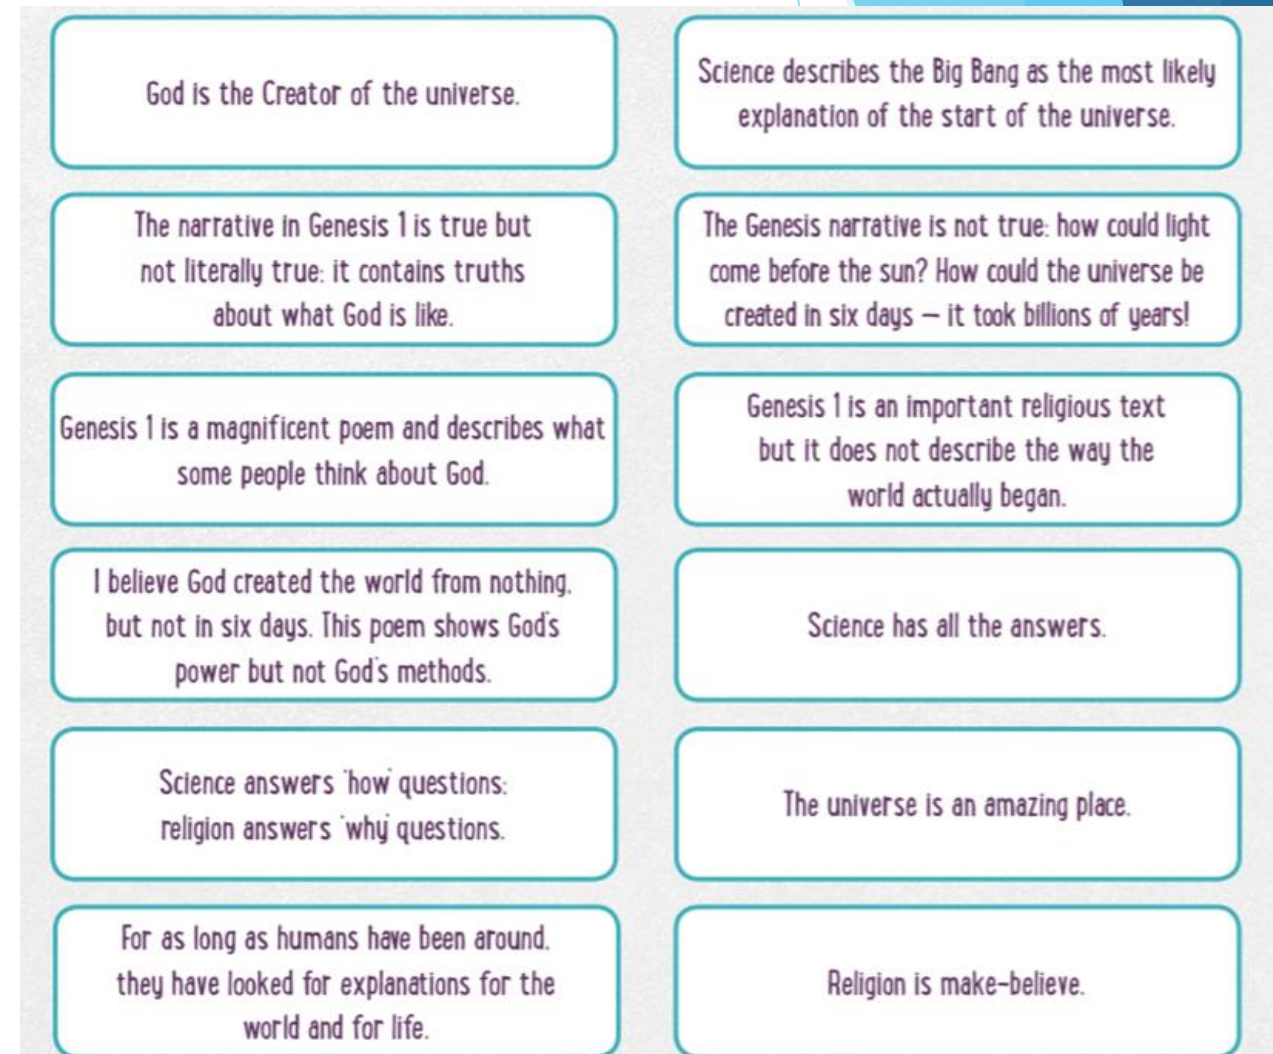 God is the Creator of the universe.
Science describes the Big Bang as the most likely
explanation of the start of the universe.
The narrative in Genesis 1 is true but
not literally true: it contains truths
about what God is like.
The Genesis narrative is not true: how could light
come before the sun? How could the universe be
created in six days – it took billions of years!
Genesis 1 is a magnificent poem and describes what
some people think about God.
Genesis 1 is an important religious text
but it does not describe the way the
world actually began.
I believe God created the world from nothing,
but not in six days. This poem shows God's
power but not God's methods.
Science has all the answers.
Science answers 'how' questions;
religion answers 'why' questions.
The universe is an amazing place.
For as long as humans have been around,
they have looked for explanations for the
world and for life.
Religion is make-believe.